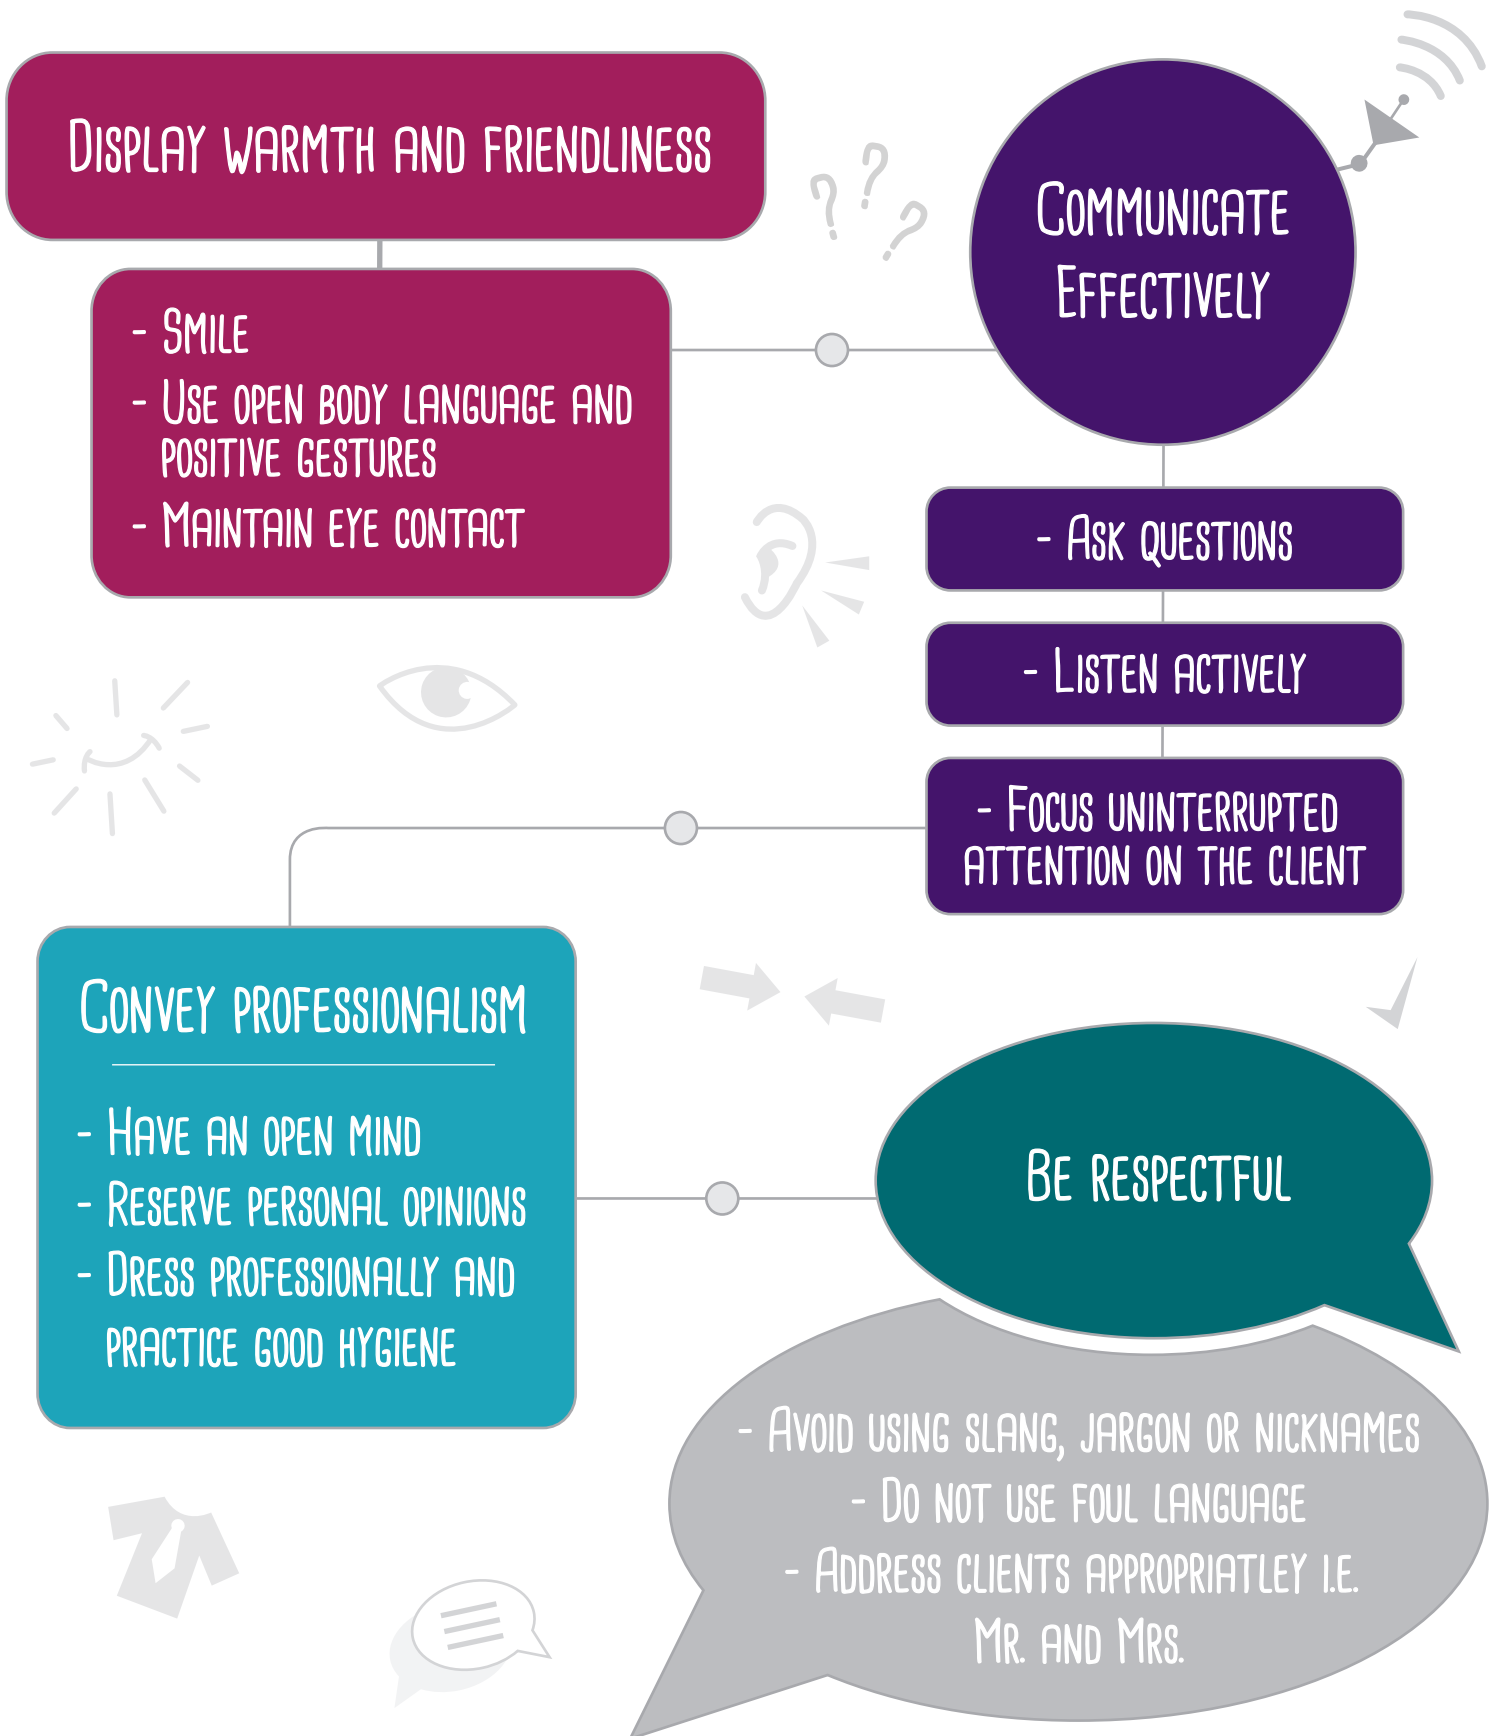 Display warmth and friendliness
- Smile
- Use open body language and
positive gestures
- Maintain eye contact
Communicate
Effectively
- Ask questions
- Listen actively
- Focus uninterrupted
attention on the client
Convey professionalism
- Have an open mind
- Reserve personal opinions
- Dress professionally and
practice good hygiene
Be respectful
- Avoid using slang, jargon or nicknames
- Do not use foul language
- Address clients appropriatley i.e.
Mr. and Mrs.